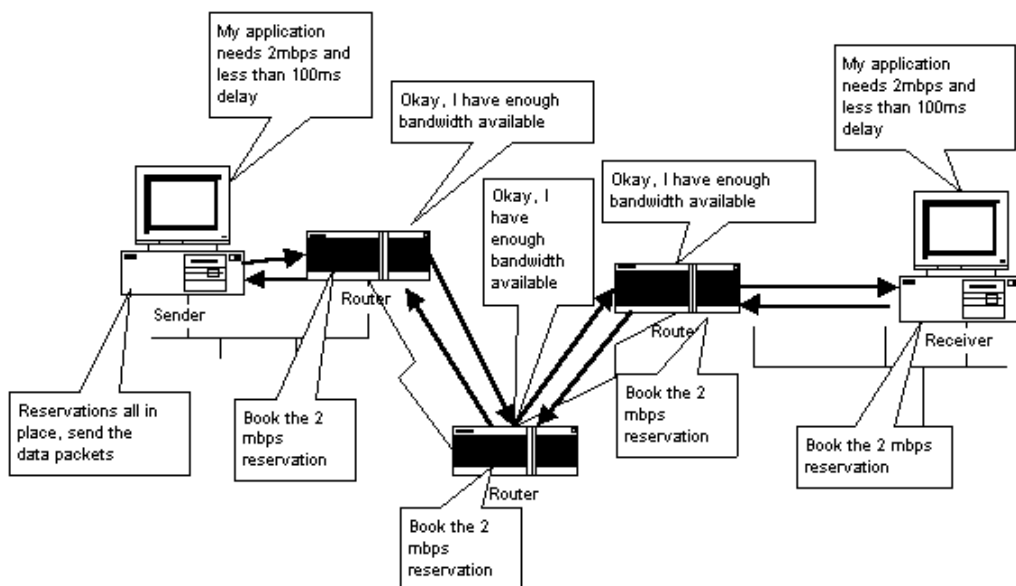 My application
needs 2mbps and
less than 100ms
delay
Okay, I have enough
bandwidth available
My application
needs 2mbps and
less than 100ms
delay
Okay, I
have
enough
bandwidth
available
Okay, I have enough
bandwidth available
Sender
Router
Router
Receiver
Reservations all in
place, send the
data packets
Book the 2
mbps
reservation
Book the 2
mbps
reservation
Book the 2 mbps
reservation
Router
Book the 2
mbps
reservation